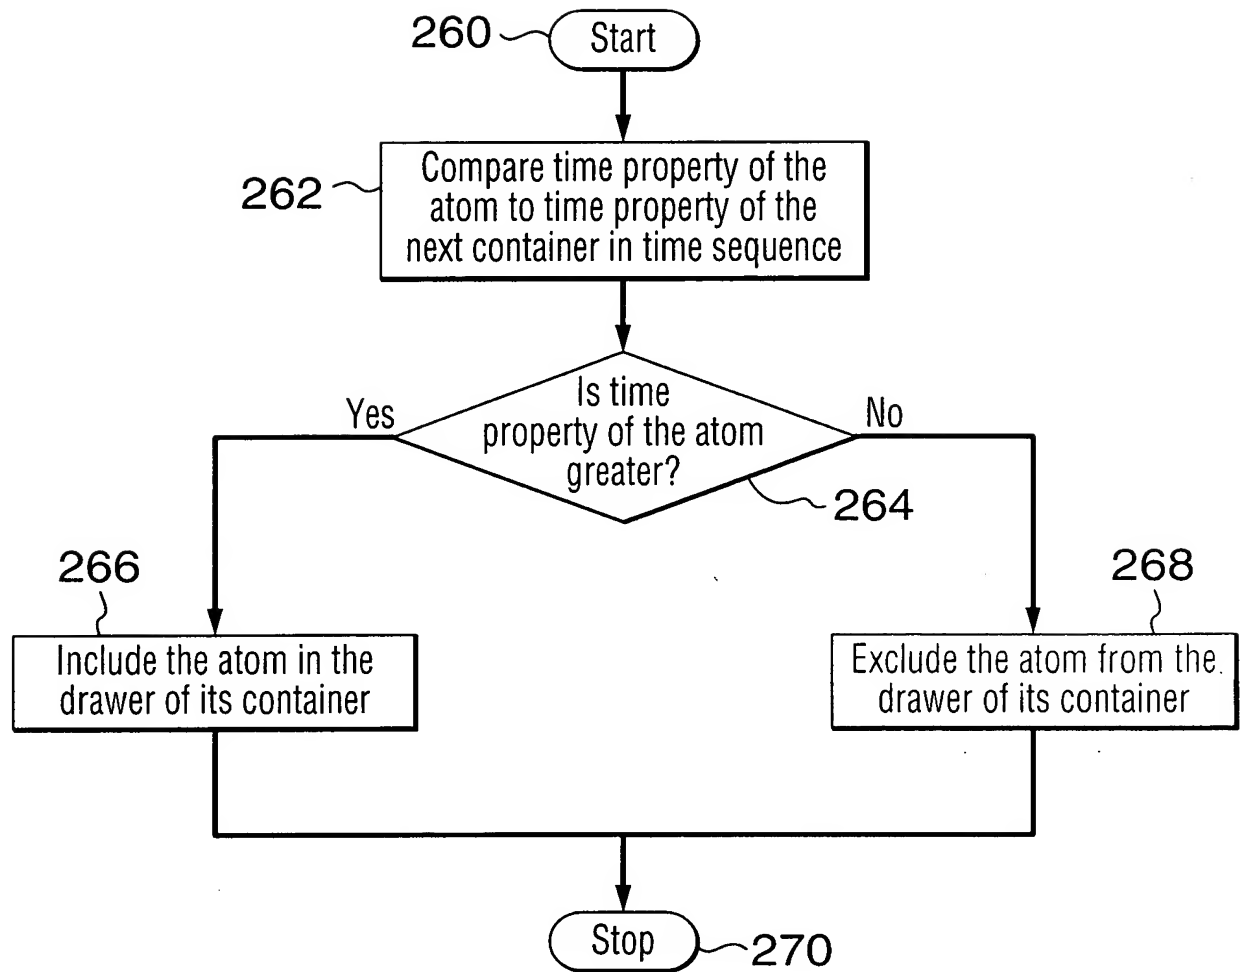 260
Start
262
Compare time property of the
atom to time property of the
next container in time sequence
Yes
Is time
property of the atom
greater?
No
264
266
Include the atom in the
drawer of its container
268
Exclude the atom from the
drawer of its container
Stop
270